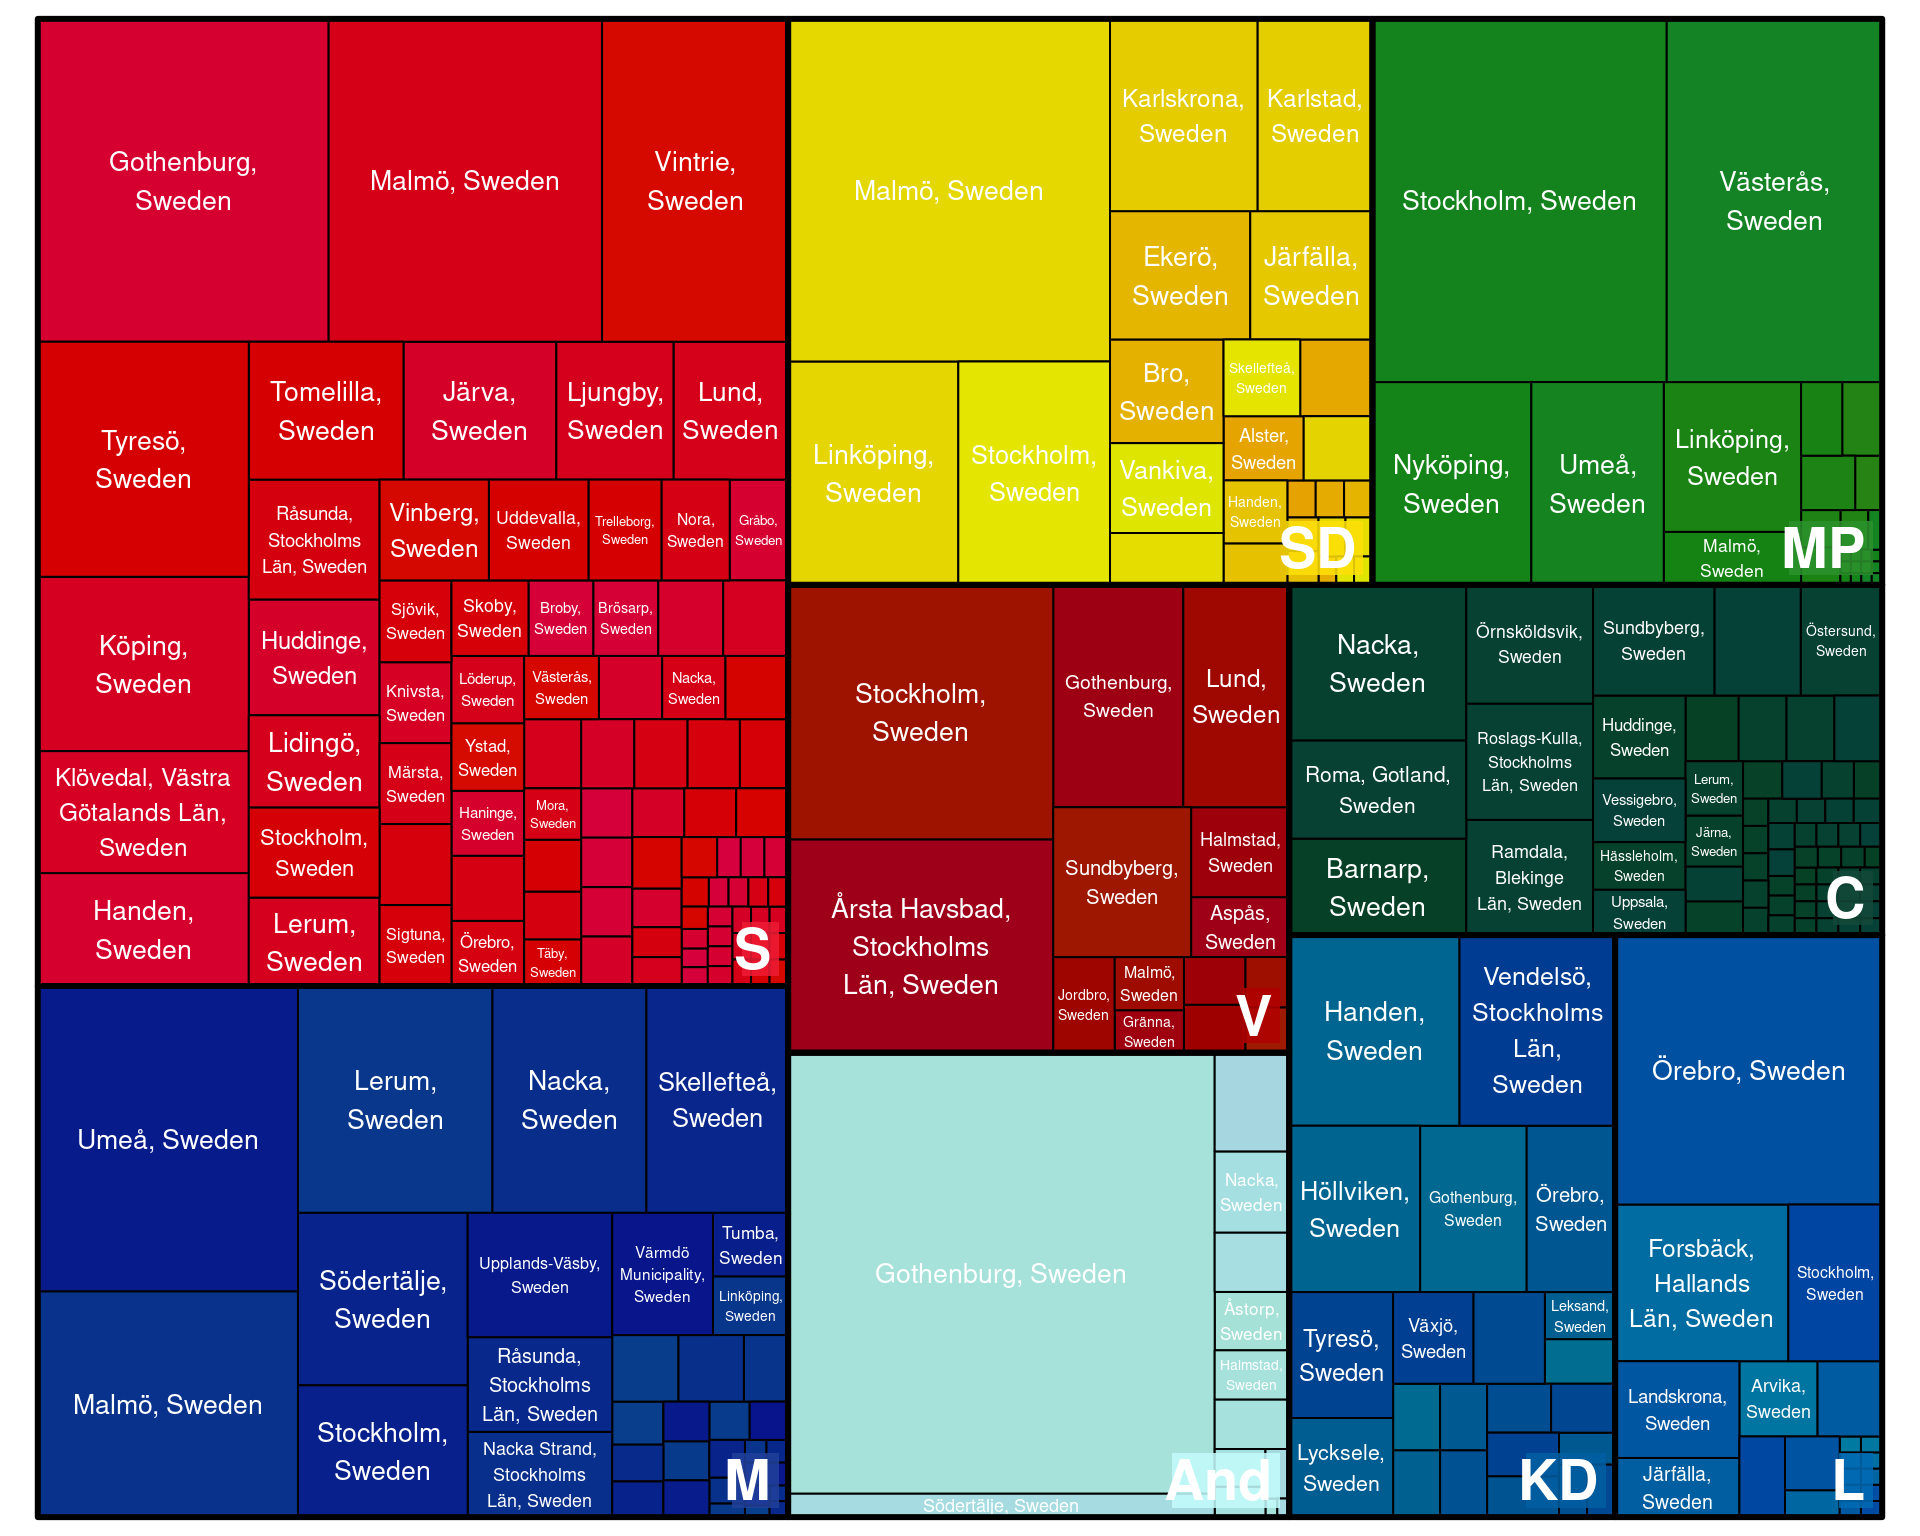 Gothenburg,
Sweden
Malmö, Sweden
Vintrie,
Sweden
Tyresö,
Sweden
Tomelilla,
Sweden
Järva,
Sweden
Ljungby,
Sweden
Lund,
Sweden
Råsunda,
Stockholms
Län, Sweden
Vinberg,
Sweden
Uddevalla,
Sweden
Trelleborg,
Sweden
Nora,
Sweden
Gråbo,
Sweden
Köping,
Sweden
Huddinge,
Sweden
Sjövik,
Sweden
Skoby,
Sweden
Broby,
Sweden
Brösarp,
Sweden
Knivsta,
Sweden
Löderup,
Sweden
Västerås,
Sweden
Nacka,
Sweden
Klövedal, Västra
Götalands Län,
Sweden
Lidingö,
Sweden
Märsta,
Sweden
Ystad,
Sweden
Haninge,
Sweden
Mora,
Sweden
Stockholm,
Sweden
Handen,
Sweden
Lerum,
Sweden
Sigtuna,
Sweden
Örebro,
Sweden
Täby,
Sweden
S
Malmö, Sweden
Karlskrona,
Sweden
Karlstad,
Sweden
Ekerö,
Sweden
Järfälla,
Sweden
Linköping,
Sweden
Stockholm,
Sweden
Bro,
Sweden
Skellefteå,
Sweden
Alster,
Sweden
Vankiva,
Sweden
Handen,
Sweden
SD
Stockholm, Sweden
Västerås,
Sweden
Nyköping,
Sweden
Umeå,
Sweden
Linköping,
Sweden
Malmö,
Sweden
MP
Stockholm,
Sweden
Gothenburg,
Sweden
Lund,
Sweden
Årsta Havsbad,
Stockholms
Län, Sweden
Sundbyberg,
Sweden
Halmstad,
Sweden
Aspås,
Sweden
Jordbro,
Sweden
Malmö,
Sweden
Gränna,
Sweden
V
Nacka,
Sweden
Örnsköldsvik,
Sweden
Sundbyberg,
Sweden
Östersund,
Sweden
Roma, Gotland,
Sweden
Roslags-Kulla,
Stockholms
Län, Sweden
Huddinge,
Sweden
Vessigebro,
Sweden
Lerum,
Sweden
Järna,
Sweden
Barnarp,
Sweden
Ramdala,
Blekinge
Län, Sweden
Hässleholm,
Sweden
Uppsala,
Sweden
C
Umeå, Sweden
Lerum,
Sweden
Nacka,
Sweden
Skellefteå,
Sweden
Malmö, Sweden
Södertälje,
Sweden
Upplands-Väsby,
Sweden
Värmdö
Municipality,
Sweden
Tumba,
Sweden
Linköping,
Sweden
Stockholm,
Sweden
Råsunda,
Stockholms
Län, Sweden
Nacka Strand,
Stockholms
Län, Sweden
M
Gothenburg, Sweden
Nacka,
Sweden
Åstorp,
Sweden
Halmstad,
Sweden
Södertälje, Sweden
And
Handen,
Sweden
Vendelsö,
Stockholms
Län,
Sweden
Höllviken,
Sweden
Gothenburg,
Sweden
Örebro,
Sweden
Tyresö,
Sweden
Växjö,
Sweden
Leksand,
Sweden
Lycksele,
Sweden
KD
Örebro, Sweden
Forsbäck,
Hallands
Län, Sweden
Stockholm,
Sweden
Landskrona,
Sweden
Arvika,
Sweden
Järfälla,
Sweden
L